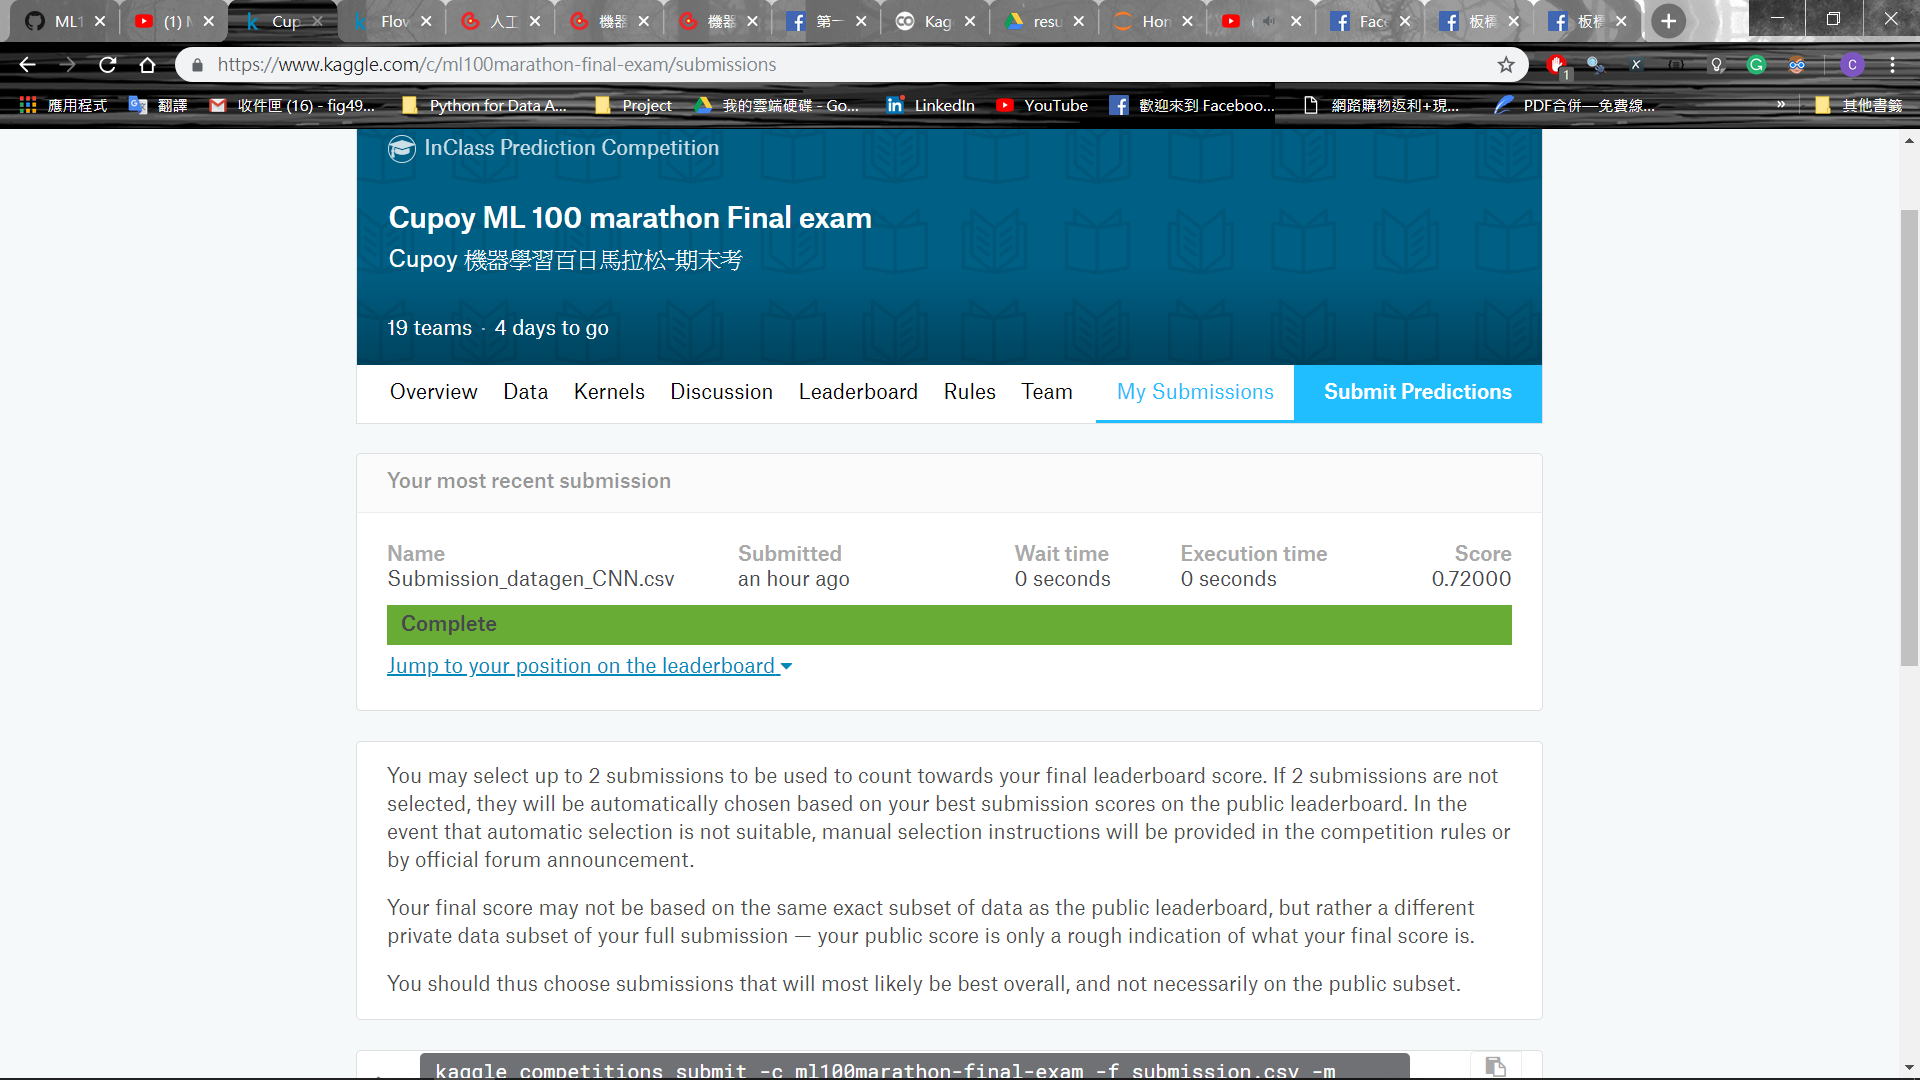 ML1
(1) M
Cup
Flov
人工
機器
機器
第一
Kag
resu
Hon
Face
板橋
板橋
https://www.kaggle.com/c/ml100marathon-final-exam/submissions
1
C
應用程式
翻譯
收件匣 (16) - fig49...
Python for Data A...
Project
我的雲端硬碟 - Go...
LinkedIn
YouTube
歡迎來到 Faceboo...
網路購物返利+現...
PDF合併—免費線...
»
其他書籤
InClass Prediction Competition
Cupoy ML 100 marathon Final exam
Cupoy 機器學習百日馬拉松-期末考
19 teams · 4 days to go
Overview Data Kernels Discussion Leaderboard Rules Team My Submissions Submit Predictions
Your most recent submission
Name Submitted Wait time Execution time Score
Submission_datagen_CNN.csv an hour ago 0 seconds 0 seconds 0.72000
Complete
Jump to your position on the leaderboard
You may select up to 2 submissions to be used to count towards your final leaderboard score. If 2 submissions are not
selected, they will be automatically chosen based on your best submission scores on the public leaderboard. In the
event that automatic selection is not suitable, manual selection instructions will be provided in the competition rules or
by official forum announcement.
Your final score may not be based on the same exact subset of data as the public leaderboard, but rather a different
private data subset of your full submission — your public score is only a rough indication of what your final score is.
You should thus choose submissions that will most likely be best overall, and not necessarily on the public subset.
kaggle competitions submit -c ml100marathon-final-exam -f submission.csv -m